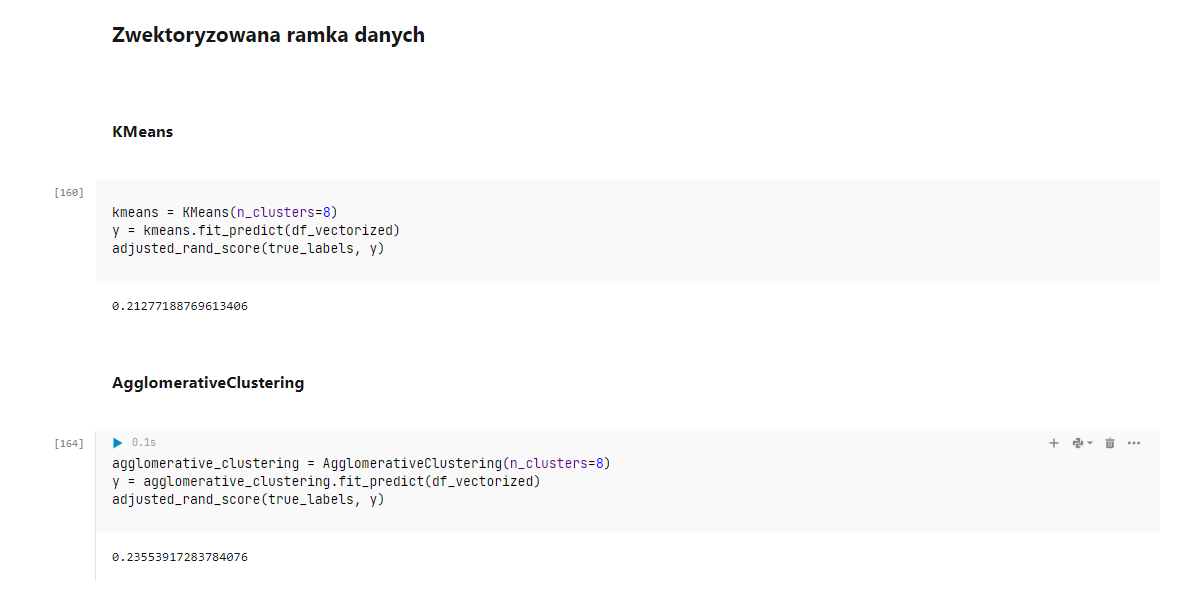 Zwektoryzowana ramka danych
KMeans
[160]
kmeans = KMeans(n_clusters=8)
y = kmeans.fit_predict(df_vectorized)
adjusted_rand_score(true_labels, y)
0.21277188769613406
AgglomerativeClustering
[164]
0.1s
agglomerative_clustering = AgglomerativeClustering(n_clusters=8)
y = agglomerative_clustering.fit_predict(df_vectorized)
adjusted_rand_score(true_labels, y)
0.23553917283784076